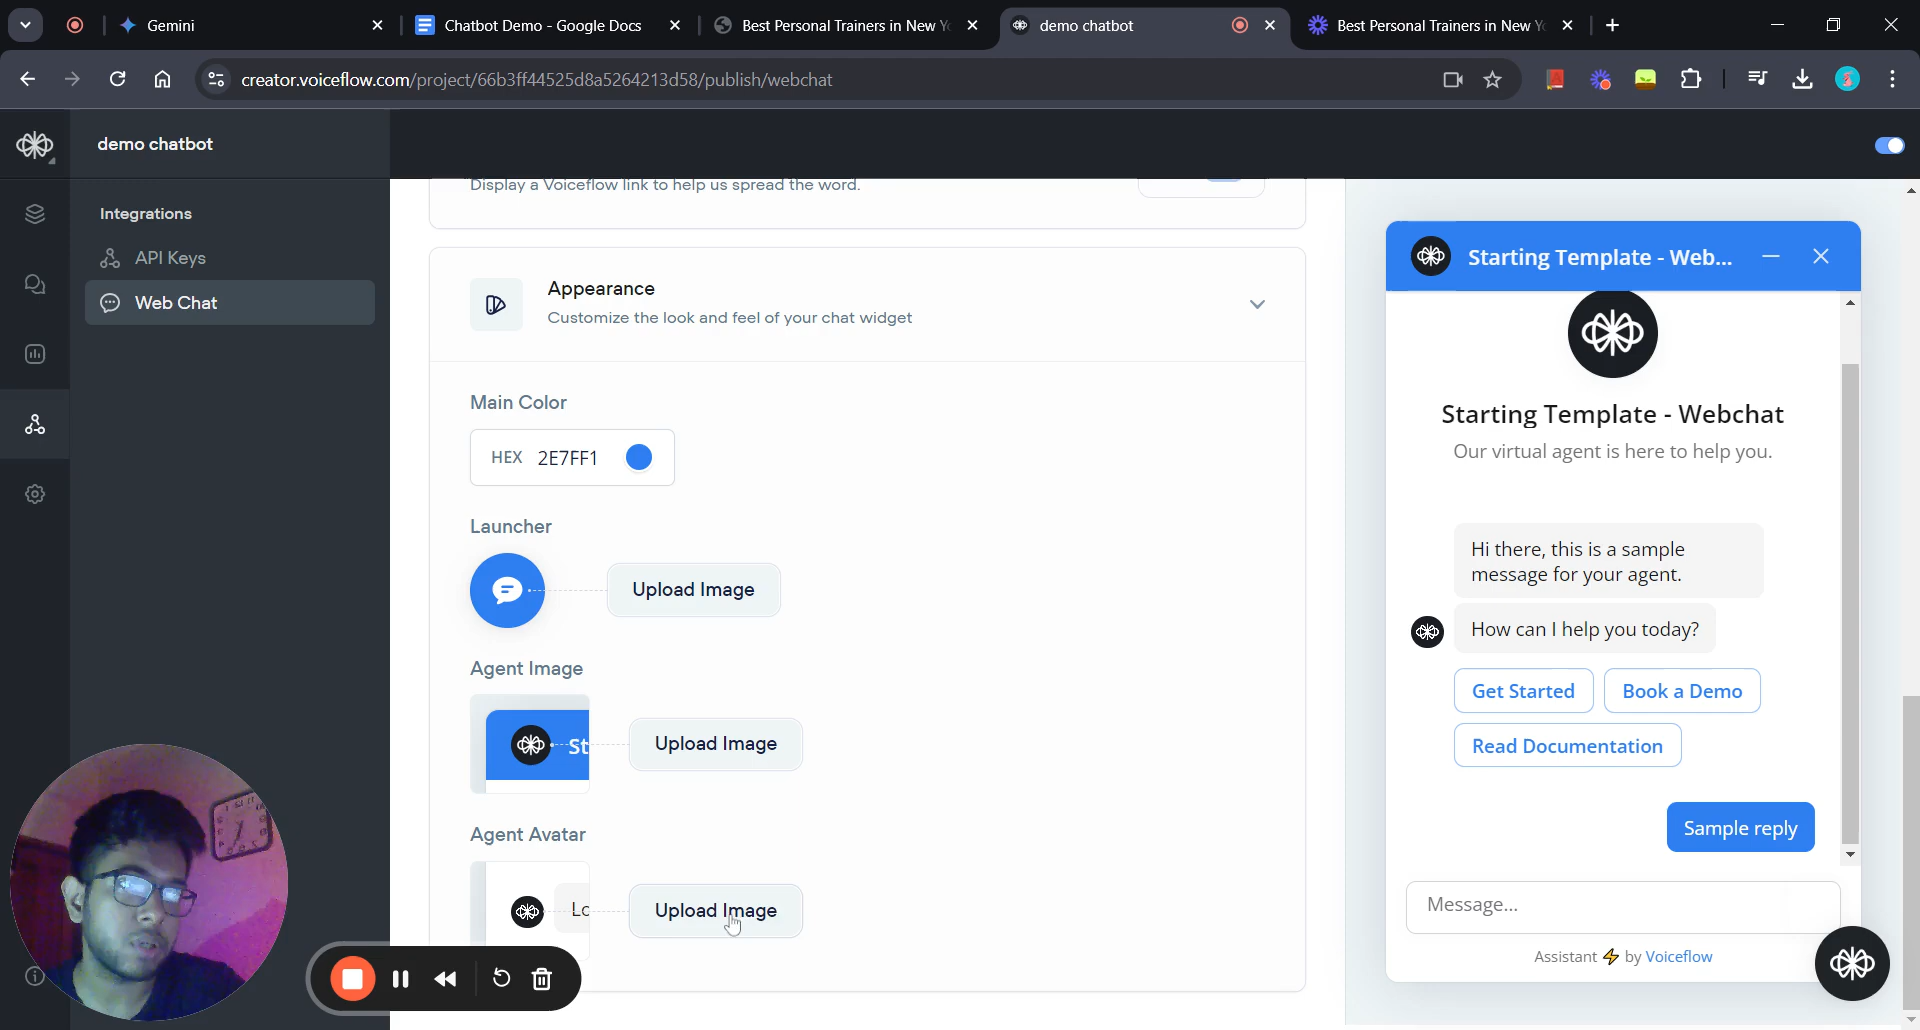 Gemini
Chatbot Demo - Google Docs
Best Personal Trainers in New Yo
demo chatbot
Best Personal Trainers in New Yo
creator.voiceflow.com/project/66b3ff44525d8a5264213d58/publish/webchat
demo chatbot
Integrations
API Keys
Web Chat
Display a Voiceflow link to help us spread the word.
Appearance
Customize the look and feel of your chat widget
Main Color
HEX 2E7FF1
Launcher
Upload Image
Agent Image
St
Upload Image
Agent Avatar
Lo
Upload Image
Starting Template - Web...
Starting Template - Webchat
Our virtual agent is here to help you.
Hi there, this is a sample
message for your agent.
How can I help you today?
Get Started
Book a Demo
Read Documentation
Sample reply
Message...
Assistant ⚡ by Voiceflow